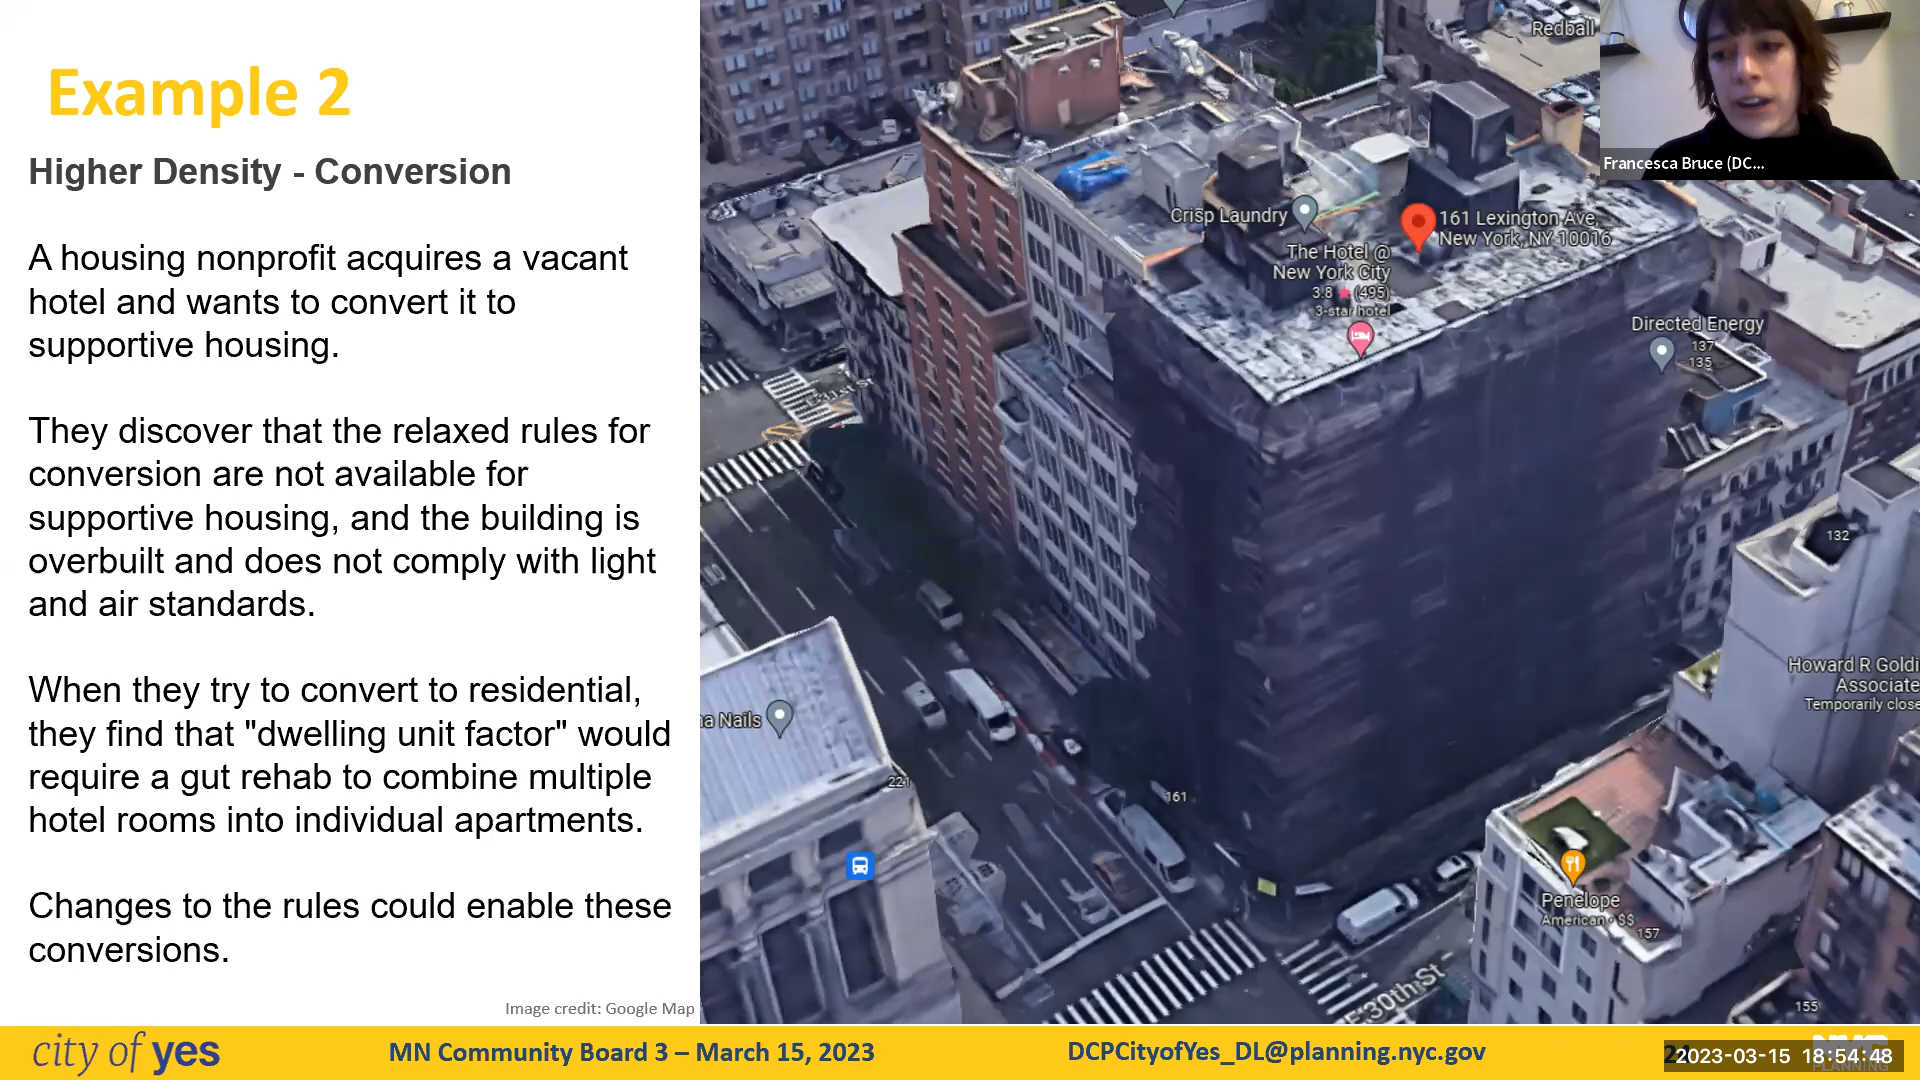 Example 2
Higher Density - Conversion
A housing nonprofit acquires a vacant
hotel and wants to convert it to
supportive housing.
They discover that the relaxed rules for
conversion are not available for
supportive housing, and the building is
overbuilt and does not comply with light
and air standards.
When they try to convert to residential,
they find that "dwelling unit factor" would
require a gut rehab to combine multiple
hotel rooms into individual apartments.
Changes to the rules could enable these
conversions.
Image credit: Google Map
Redball
Francesca Bruce (DC...
Crisp Laundry
161 Lexington Ave,
New York, NY 10016
The Hotel @
New York City
3.8 ★ (495)
3-star hotel
Directed Energy
137
135
E 31st St
132
Howard R Goldi
Associate
Temporarily close
a Nails
221
161
Penelope
American • $$
157
E 30th St
155
city of yes
MN Community Board 3 – March 15, 2023
DCPCityofYes_DL@planning.nyc.gov
2023-03-15 18:54:48
PLANNING